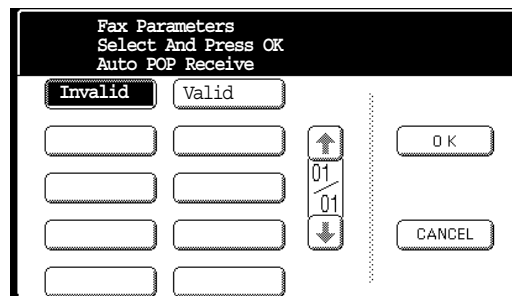 Fax Parameters
Select And Press OK
Auto POP Receive
Invalid
Valid
01
01
OK
CANCEL